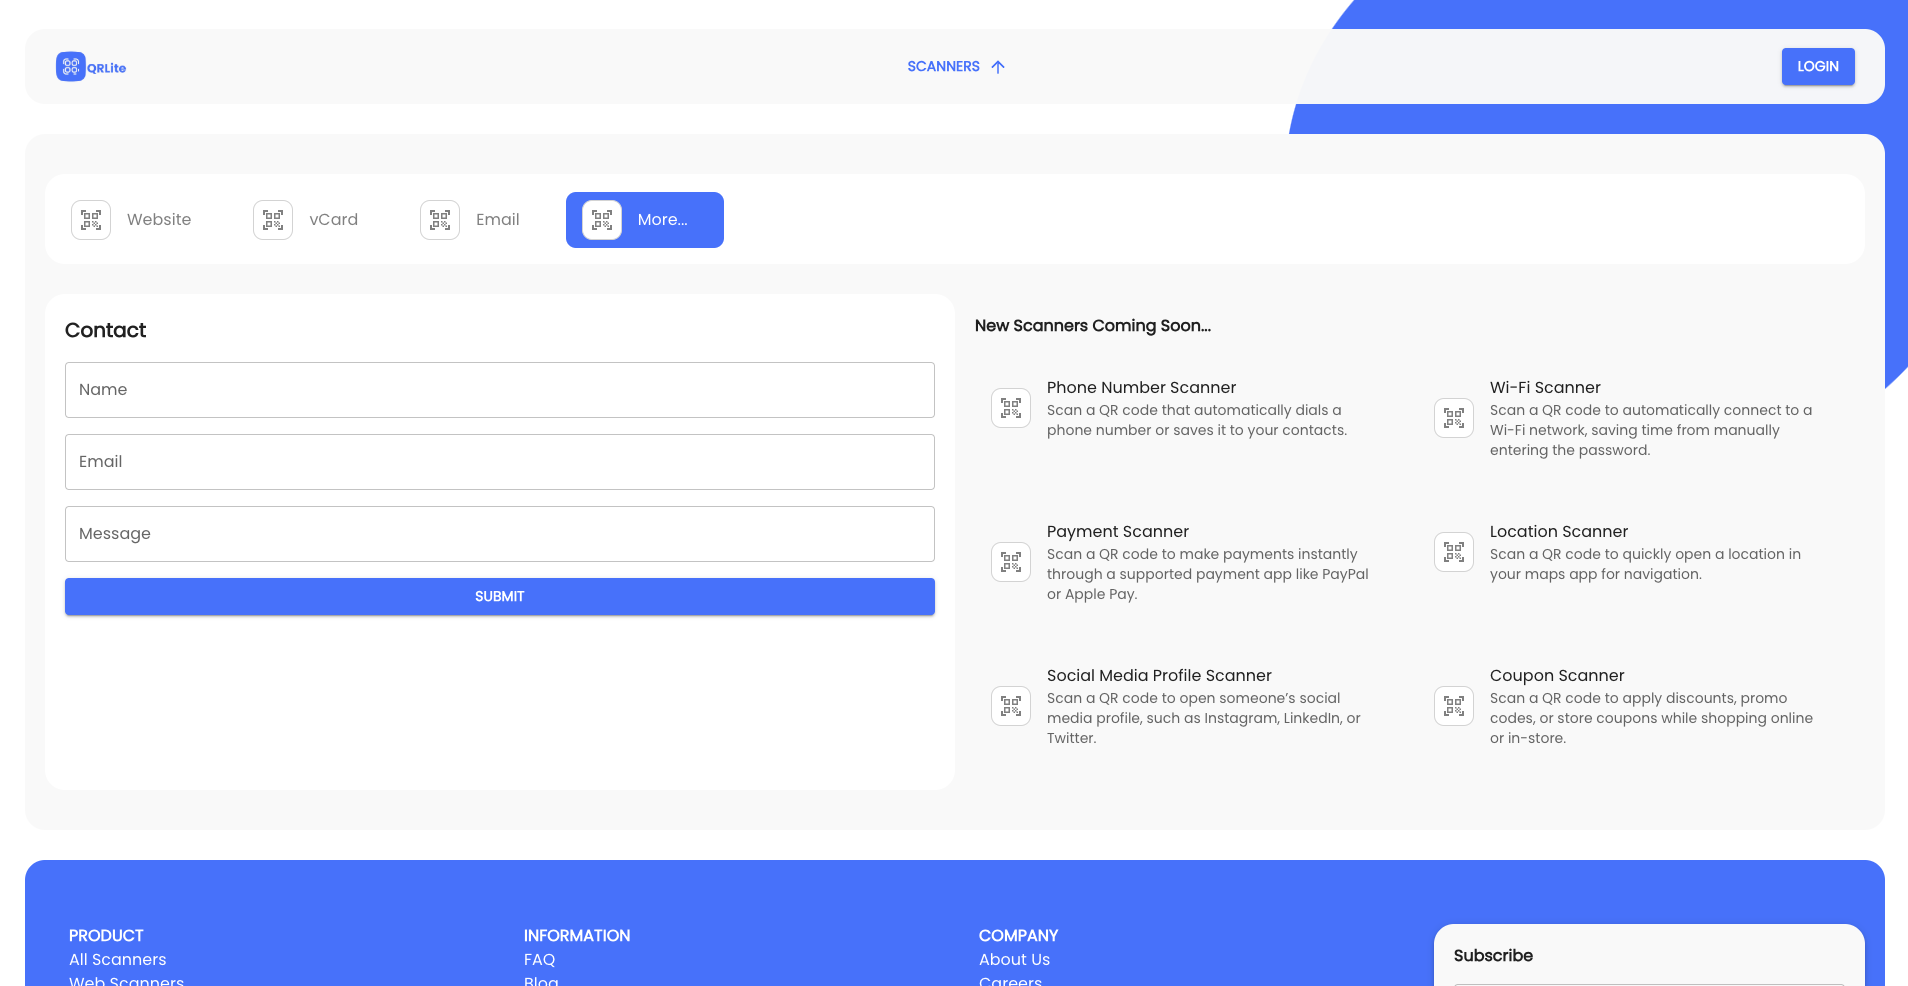 QRLite
SCANNERS
LOGIN
Website
vCard
Email
More...
Contact
Name
Email
Message
SUBMIT
New Scanners Coming Soon...
Phone Number Scanner
Scan a QR code that automatically dials a
phone number or saves it to your contacts.
Wi-Fi Scanner
Scan a QR code to automatically connect to a
Wi-Fi network, saving time from manually
entering the password.
Payment Scanner
Scan a QR code to make payments instantly
through a supported payment app like PayPal
or Apple Pay.
Location Scanner
Scan a QR code to quickly open a location in
your maps app for navigation.
Social Media Profile Scanner
Scan a QR code to open someone’s social
media profile, such as Instagram, LinkedIn, or
Twitter.
Coupon Scanner
Scan a QR code to apply discounts, promo
codes, or store coupons while shopping online
or in-store.
PRODUCT
All Scanners
Web Scanners
INFORMATION
FAQ
Blog
COMPANY
About Us
Careers
Subscribe